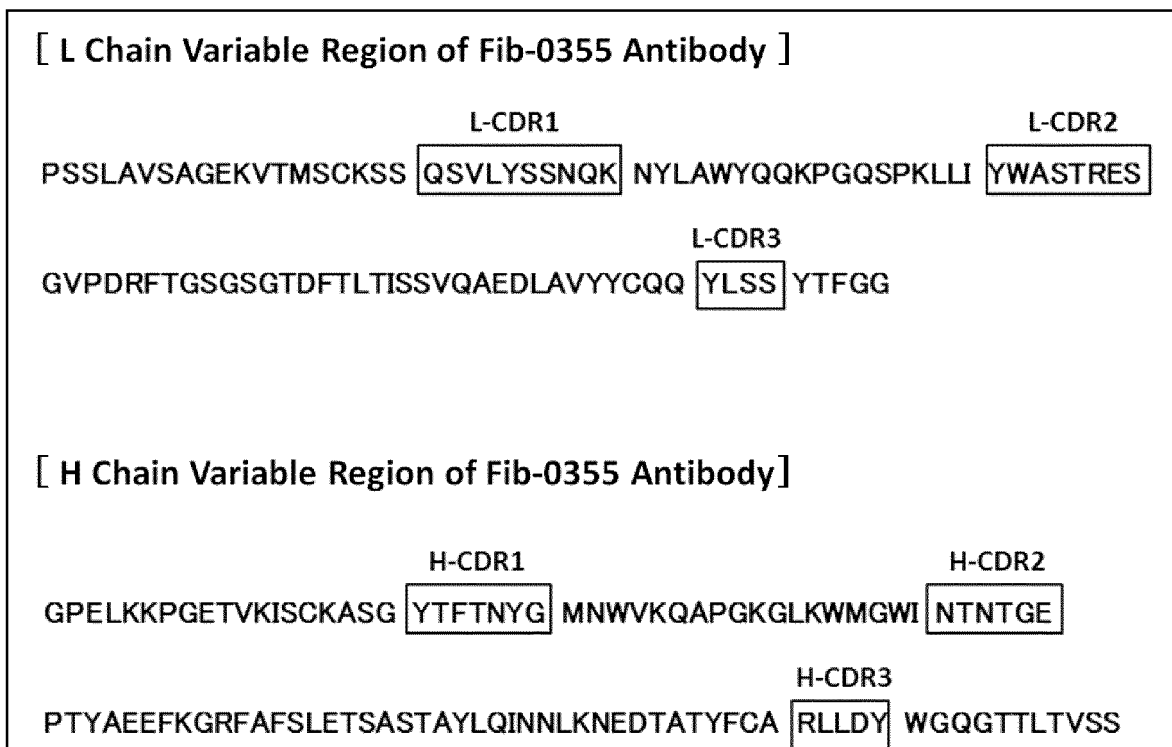 [ L Chain Variable Region of Fib-0355 Antibody ]
L-CDR1 L-CDR2
PSSLAVSAGEKVTMSCKSS QSVLYSSNQK NYLAWYQQKPGQSPKLLI YWASTRES
L-CDR3
GVPDRFTGSGSGTDFTLTISSVQAEDLAVYYCQQ YLSS YTFGG
[ H Chain Variable Region of Fib-0355 Antibody]
H-CDR1 H-CDR2
GPELKKPGETVKISCKASG YTFTNYG MNWVKQAPGKGLKWMGWI NTNTGE
H-CDR3
PTYAEEFKGRFAFSLETSASTAYLQINNLKNEDTATYFCA RLLDY WGQGTTLTVSS